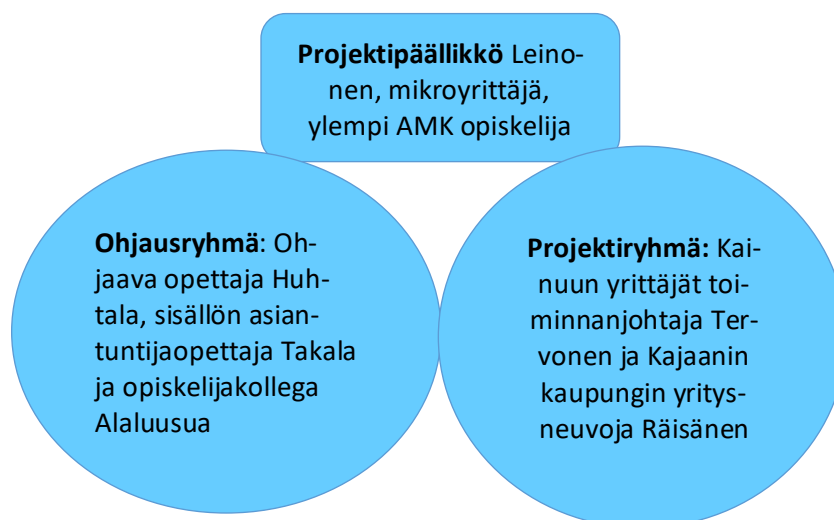 Projektipäällikkö Leino-
nen, mikroyrittäjä,
ylempi AMK opiskelija
Ohjausryhmä: Oh-
jaava opettaja Huh-
tala, sisällön asian-
tuntijaopettaja Takala
ja opiskelijakollega
Alaluusua
Projektiryhmä: Kai-
nuun yrittäjät toi-
minnanjohtaja Ter-
vonen ja Kajaanin
kaupungin yritys-
neuvoja Räisänen